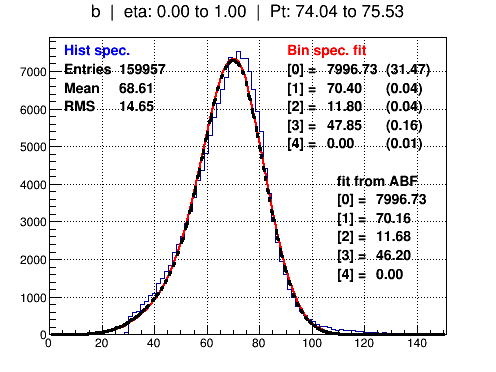 b | eta: 0.00 to 1.00 | Pt: 74.04 to 75.53
Hist spec.
Entries 159957
Mean 68.61
RMS 14.65
Bin spec. fit
[0] = 7996.73 (31.47)
[1] = 70.40 (0.04)
[2] = 11.80 (0.04)
[3] = 47.85 (0.16)
[4] = 0.00 (0.01)
fit from ABF
[0] = 7996.73
[1] = 70.16
[2] = 11.68
[3] = 46.20
[4] = 0.00
7000
6000
5000
4000
3000
2000
1000
0
0 20 40 60 80 100 120 140